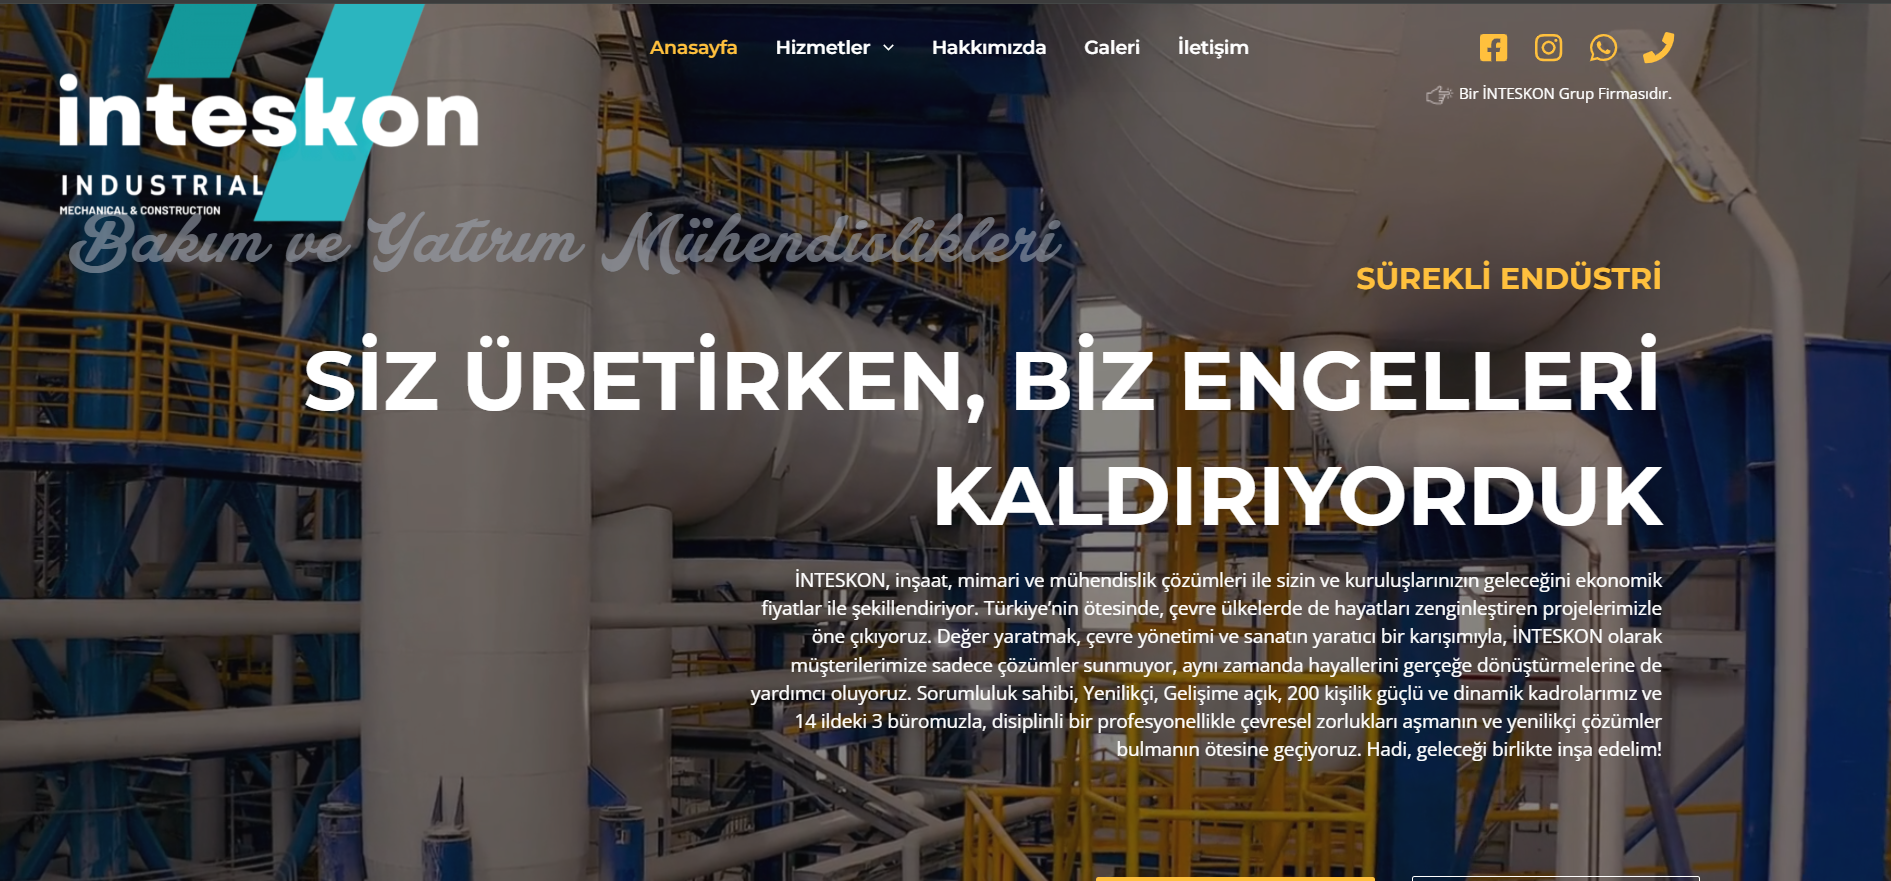 inteskon
INDUSTRIAL
MECHANICAL & CONSTRUCTION
Anasayfa Hizmetler Hakkımızda Galeri İletişim
Bir İNTESKON Grup Firmasıdır.
Bakım ve Yatırım Mühendislikleri
SÜREKLİ ENDÜSTRİ
SİZ ÜRETİRKEN, BİZ ENGELLERİ
KALDIRIYORDUK
İNTESKON, inşaat, mimari ve mühendislik çözümleri ile sizin ve kuruluşlarınızın geleceğini ekonomik
fiyatlar ile şekillendiriyor. Türkiye’nin ötesinde, çevre ülkelerde de hayatları zenginleştiren projelerimizle
öne çıkıyoruz. Değer yaratmak, çevre yönetimi ve sanatın yaratıcı bir karışımıyla, İNTESKON olarak
müşterilerimize sadece çözümler sunmuyor, aynı zamanda hayallerini gerçeğe dönüştürmelerine de
yardımcı oluyoruz. Sorumluluk sahibi, Yenilikçi, Gelişime açık, 200 kişilik güçlü ve dinamik kadrolarımız ve
14 ildeki 3 büromuzla, disiplinli bir profesyonellikle çevresel zorlukları aşmanın ve yenilikçi çözümler
bulmanın ötesine geçiyoruz. Hadi, geleceği birlikte inşa edelim!